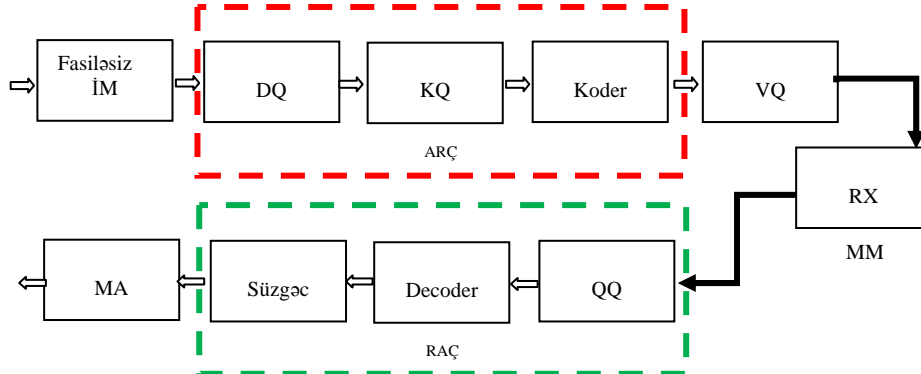 Fasiləsiz
İM
DQ
KQ
Koder
VQ
ARÇ
RX
MM
MA
Süzgəc
Decoder
QQ
RAÇ